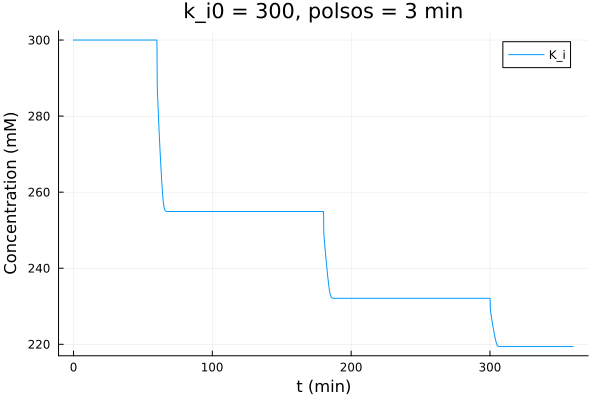 k_i0 = 300, polsos = 3 min
K_i
300
280
260
240
220
Concentration (mM)
0
100
200
300
t (min)